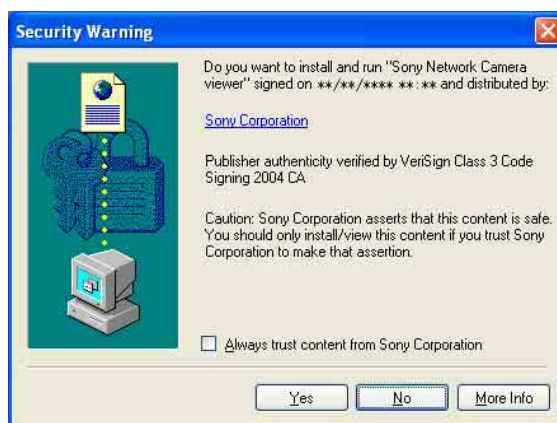 Security Warning
Do you want to install and run "Sony Network Camera
viewer" signed on **/**/**** **:** and distributed by:
Sony Corporation
Publisher authenticity verified by VeriSign Class 3 Code
Signing 2004 CA
Caution: Sony Corporation asserts that this content is safe.
You should only install/view this content if you trust Sony
Corporation to make that assertion.
Always trust content from Sony Corporation
Yes
No
More Info